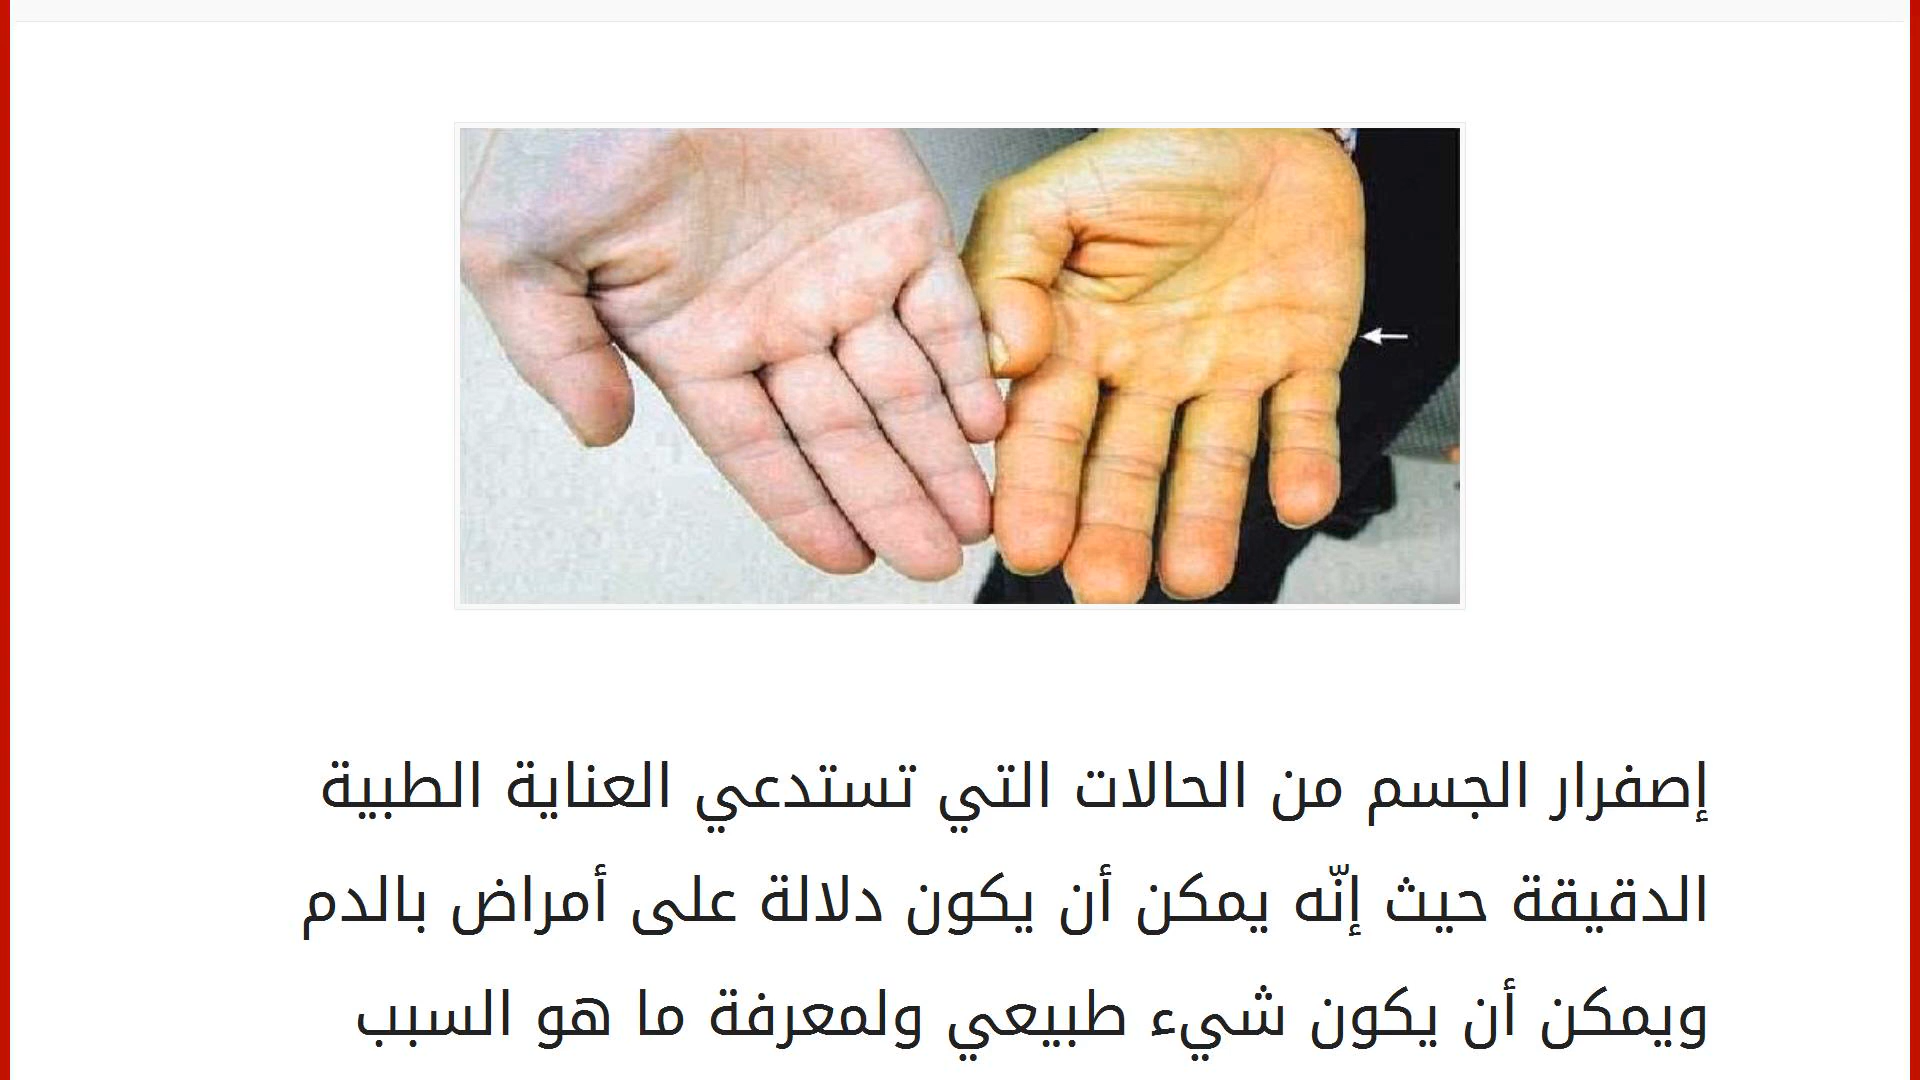 إصفرار الجسم من الحالات التي تستدعي العناية الطبية
الدقيقة حيث إنّه يمكن أن يكون دلالة على أمراض بالدم
ويمكن أن يكون شيء طبيعي ولمعرفة ما هو السبب